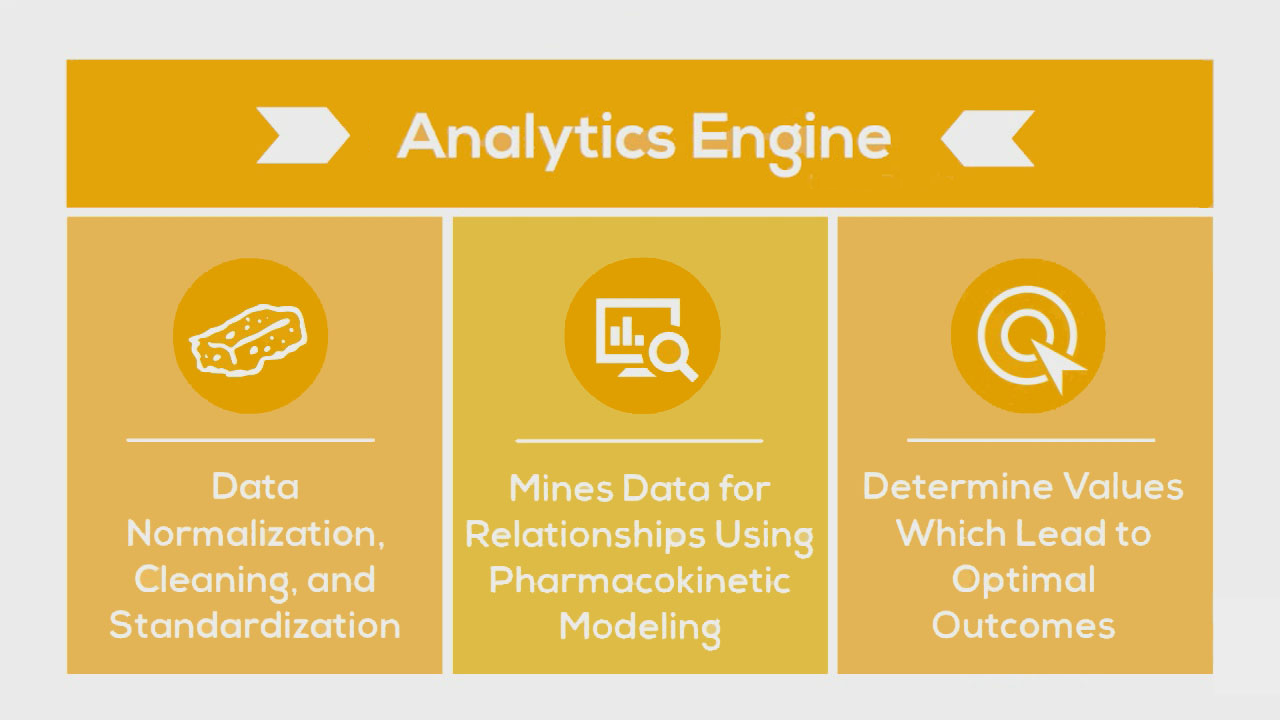 Analytics Engine
Data
Normalization,
Cleaning, and
Standardization
Mines Data for
Relationships Using
Pharmacokinetic
Modeling
Determine Values
Which Lead to
Optimal
Outcomes